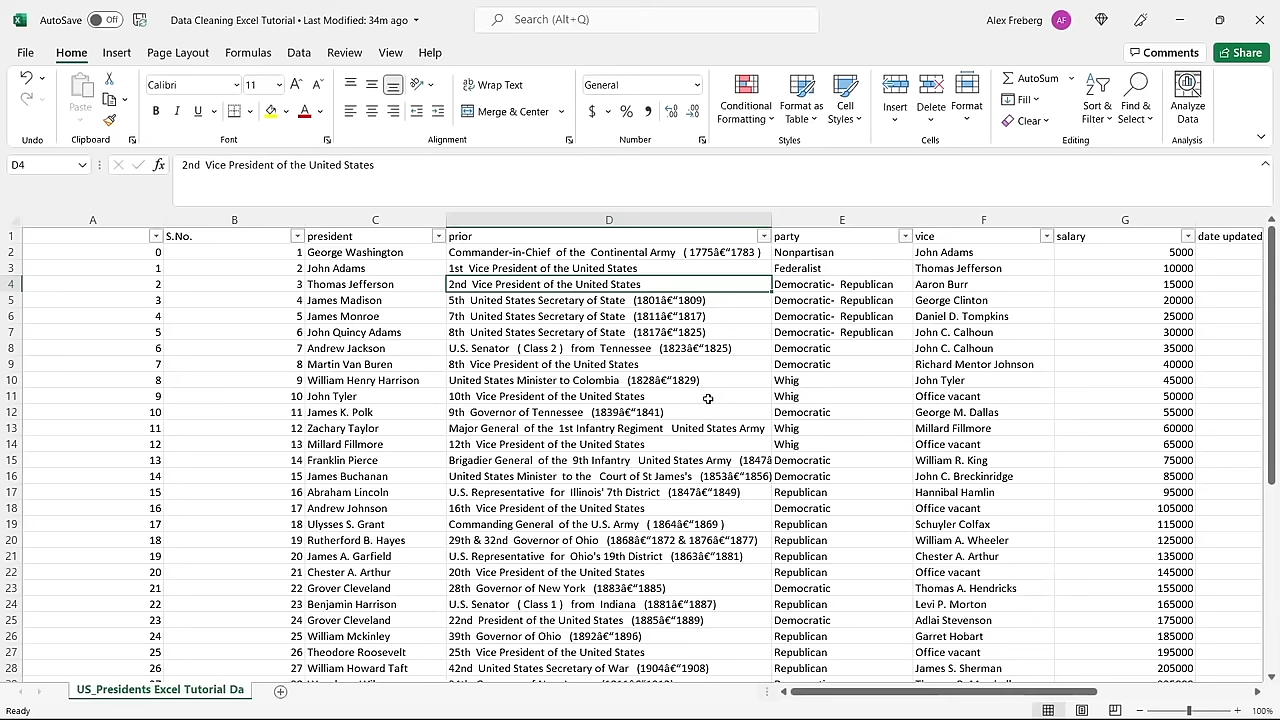 AutoSave Off Data Cleaning Excel Tutorial • Last Modified: 34m ago Search (Alt+Q) Alex Freberg AF
File Home Insert Page Layout Formulas Data Review View Help Comments Share
Calibri 11 Wrap Text General AutoSum
Paste B I U Merge & Center $ % Conditional Formatting Format as Table Cell Styles Insert Delete Format Fill Clear Sort & Filter Find & Select Analyze Data
Undo Clipboard Font Alignment Number Styles Cells Editing Analysis
D4 fx 2nd Vice President of the United States
A B C D E F G
1 S.No. president prior party vice salary date updated
2 0 1 George Washington Commander-in-Chief of the Continental Army ( 1775â€“1783 ) Nonpartisan John Adams 5000
3 1 2 John Adams 1st Vice President of the United States Federalist Thomas Jefferson 10000
4 2 3 Thomas Jefferson 2nd Vice President of the United States Democratic- Republican Aaron Burr 15000
5 3 4 James Madison 5th United States Secretary of State (1801â€“1809) Democratic- Republican George Clinton 20000
6 4 5 James Monroe 7th United States Secretary of State (1811â€“1817) Democratic- Republican Daniel D. Tompkins 25000
7 5 6 John Quincy Adams 8th United States Secretary of State (1817â€“1825) Democratic- Republican John C. Calhoun 30000
8 6 7 Andrew Jackson U.S. Senator ( Class 2 ) from Tennessee (1823â€“1825) Democratic John C. Calhoun 35000
9 7 8 Martin Van Buren 8th Vice President of the United States Democratic Richard Mentor Johnson 40000
10 8 9 William Henry Harrison United States Minister to Colombia (1828â€“1829) Whig John Tyler 45000
11 9 10 John Tyler 10th Vice President of the United States Whig Office vacant 50000
12 10 11 James K. Polk 9th Governor of Tennessee (1839â€“1841) Democratic George M. Dallas 55000
13 11 12 Zachary Taylor Major General of the 1st Infantry Regiment United States Army Whig Millard Fillmore 60000
14 12 13 Millard Fillmore 12th Vice President of the United States Whig Office vacant 65000
15 13 14 Franklin Pierce Brigadier General of the 9th Infantry United States Army (1847â Democratic William R. King 75000
16 14 15 James Buchanan United States Minister to the Court of St James's (1853â€“1856) Democratic John C. Breckinridge 85000
17 15 16 Abraham Lincoln U.S. Representative for Illinois' 7th District (1847â€“1849) Republican Hannibal Hamlin 95000
18 16 17 Andrew Johnson 16th Vice President of the United States Republican Office vacant 105000
19 17 18 Ulysses S. Grant Commanding General of the U.S. Army ( 1864â€“1869 ) Republican Schuyler Colfax 115000
20 18 19 Rutherford B. Hayes 29th & 32nd Governor of Ohio (1868â€“1872 & 1876â€“1877) Republican William A. Wheeler 125000
21 19 20 James A. Garfield U.S. Representative for Ohio's 19th District (1863â€“1881) Republican Chester A. Arthur 135000
22 20 21 Chester A. Arthur 20th Vice President of the United States Republican Office vacant 145000
23 21 22 Grover Cleveland 28th Governor of New York (1883â€“1885) Democratic Thomas A. Hendricks 155000
24 22 23 Benjamin Harrison U.S. Senator ( Class 1 ) from Indiana (1881â€“1887) Republican Levi P. Morton 165000
25 23 24 Grover Cleveland 22nd President of the United States (1885â€“1889) Democratic Adlai Stevenson 175000
26 24 25 William Mckinley 39th Governor of Ohio (1892â€“1896) Republican Garret Hobart 185000
27 25 26 Theodore Roosevelt 25th Vice President of the United States Republican Office vacant 195000
28 26 27 William Howard Taft 42nd United States Secretary of War (1904â€“1908) Republican James S. Sherman 205000
US_Presidents Excel Tutorial Da
Ready 100%